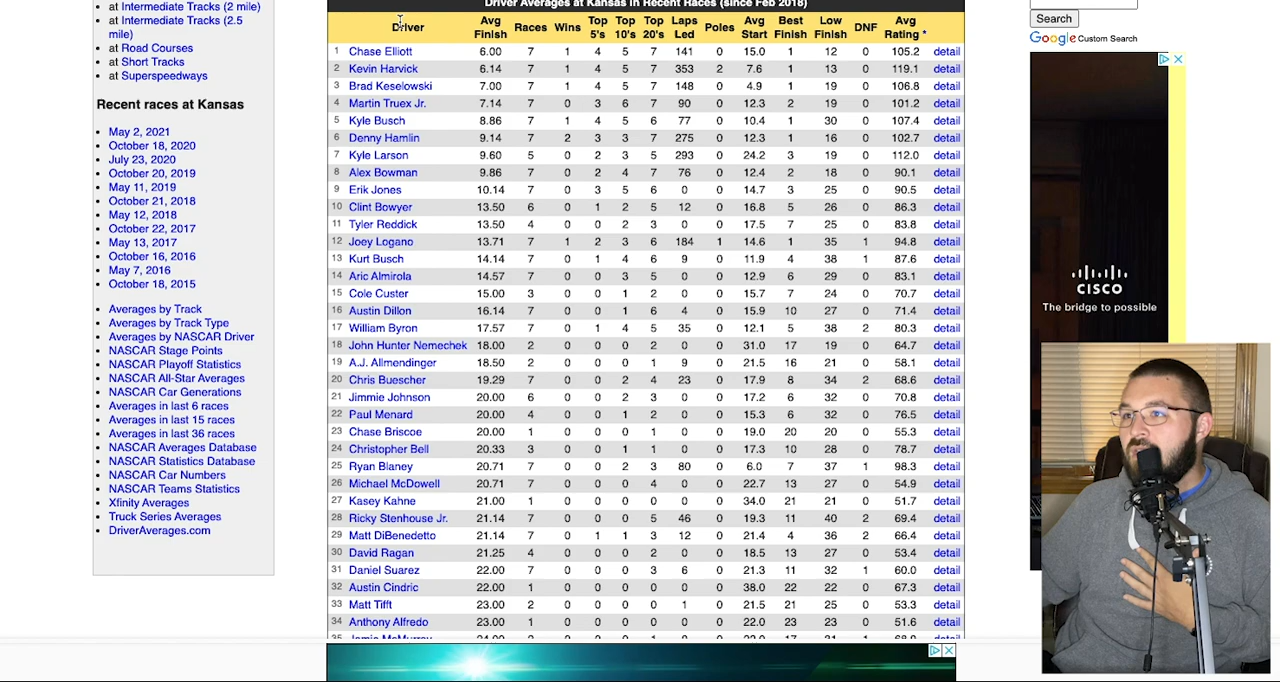 at Intermediate Tracks (2 mile)
at Intermediate Tracks (2.5
mile)
at Road Courses
at Short Tracks
at Superspeedways
Recent races at Kansas
May 2, 2021
October 18, 2020
July 23, 2020
October 20, 2019
May 11, 2019
October 21, 2018
May 12, 2018
October 22, 2017
May 13, 2017
October 16, 2016
May 7, 2016
October 18, 2015
Averages by Track
Averages by Track Type
Averages by NASCAR Driver
NASCAR Stage Points
NASCAR Playoff Statistics
NASCAR All-Star Averages
NASCAR Car Generations
Averages in last 6 races
Averages in last 15 races
Averages in last 36 races
NASCAR Averages Database
NASCAR Statistics Database
NASCAR Car Numbers
NASCAR Teams Statistics
Xfinity Averages
Truck Series Averages
DriverAverages.com
Driver Averages at Kansas in Recent Races (since Feb 2018)
Driver Avg Finish Races Wins Top 5's Top 10's Top 20's Laps Led Poles Avg Start Best Finish Low Finish DNF Avg Rating *
1 Chase Elliott 6.00 7 1 4 5 7 141 0 15.0 1 12 0 105.2 detail
2 Kevin Harvick 6.14 7 1 4 5 7 353 2 7.6 1 13 0 119.1 detail
3 Brad Keselowski 7.00 7 1 4 5 7 148 0 4.9 1 19 0 106.8 detail
4 Martin Truex Jr. 7.14 7 0 3 6 7 90 0 12.3 2 19 0 101.2 detail
5 Kyle Busch 8.86 7 1 4 5 6 77 0 10.4 1 30 0 107.4 detail
6 Denny Hamlin 9.14 7 2 3 3 7 275 0 12.3 1 16 0 102.7 detail
7 Kyle Larson 9.60 5 0 2 3 5 293 0 24.2 3 19 0 112.0 detail
8 Alex Bowman 9.86 7 0 2 4 7 76 0 12.4 2 18 0 90.1 detail
9 Erik Jones 10.14 7 0 3 5 6 0 0 14.7 3 25 0 90.5 detail
10 Clint Bowyer 13.50 6 0 1 2 5 12 0 16.8 5 26 0 86.3 detail
11 Tyler Reddick 13.50 4 0 0 2 3 0 0 17.5 7 25 0 83.8 detail
12 Joey Logano 13.71 7 1 2 3 6 184 1 14.6 1 35 1 94.8 detail
13 Kurt Busch 14.14 7 0 1 4 6 9 0 11.9 4 38 1 87.6 detail
14 Aric Almirola 14.57 7 0 0 3 5 0 0 12.9 6 29 0 83.1 detail
15 Cole Custer 15.00 3 0 0 1 2 0 0 15.7 7 24 0 70.7 detail
16 Austin Dillon 16.14 7 0 0 1 6 4 0 15.9 10 27 0 71.4 detail
17 William Byron 17.57 7 0 1 4 5 35 0 12.1 5 38 2 80.3 detail
18 John Hunter Nemechek 18.00 2 0 0 0 2 0 0 31.0 17 19 0 64.7 detail
19 A.J. Allmendinger 18.50 2 0 0 0 1 9 0 21.5 16 21 0 58.1 detail
20 Chris Buescher 19.29 7 0 0 2 4 23 0 17.9 8 34 2 68.6 detail
21 Jimmie Johnson 20.00 6 0 0 2 3 0 0 17.2 6 32 0 70.8 detail
22 Paul Menard 20.00 4 0 0 1 2 0 0 15.3 6 32 0 76.5 detail
23 Chase Briscoe 20.00 1 0 0 0 1 0 0 19.0 20 20 0 55.3 detail
24 Christopher Bell 20.33 3 0 0 1 1 0 0 17.3 10 28 0 78.7 detail
25 Ryan Blaney 20.71 7 0 0 2 3 80 0 6.0 7 37 1 98.3 detail
26 Michael McDowell 20.71 7 0 0 0 4 0 0 22.7 13 27 0 54.9 detail
27 Kasey Kahne 21.00 1 0 0 0 0 0 0 34.0 21 21 0 51.7 detail
28 Ricky Stenhouse Jr. 21.14 7 0 0 0 5 46 0 19.3 11 40 2 69.4 detail
29 Matt DiBenedetto 21.14 7 0 1 1 3 12 0 21.4 4 36 2 66.4 detail
30 David Ragan 21.25 4 0 0 0 2 0 0 18.5 13 27 0 53.4 detail
31 Daniel Suarez 22.00 7 0 0 0 3 6 0 21.3 11 32 1 60.0 detail
32 Austin Cindric 22.00 1 0 0 0 0 0 0 38.0 22 22 0 67.3 detail
33 Matt Tifft 23.00 2 0 0 0 0 1 0 21.5 21 25 0 53.3 detail
34 Anthony Alfredo 23.00 1 0 0 0 0 0 0 22.0 23 23 0 51.6 detail
Search
Google Custom Search
CISCO
The bridge to possible